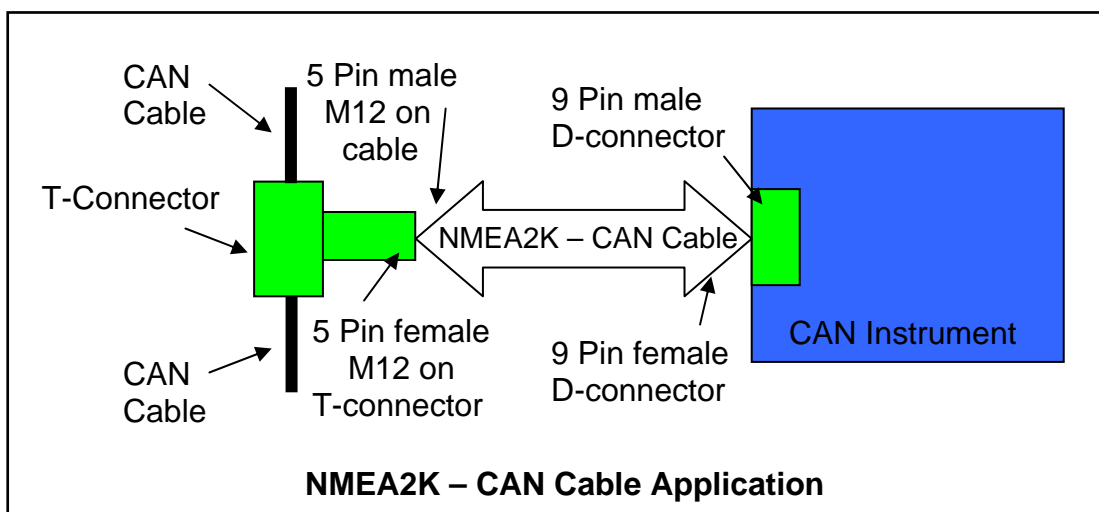 CAN
Cable
5 Pin male
M12 on
cable
9 Pin male
D-connector
T-Connector
NMEA2K – CAN Cable
CAN Instrument
CAN
Cable
5 Pin female
M12 on
T-connector
9 Pin female
D-connector
NMEA2K – CAN Cable Application